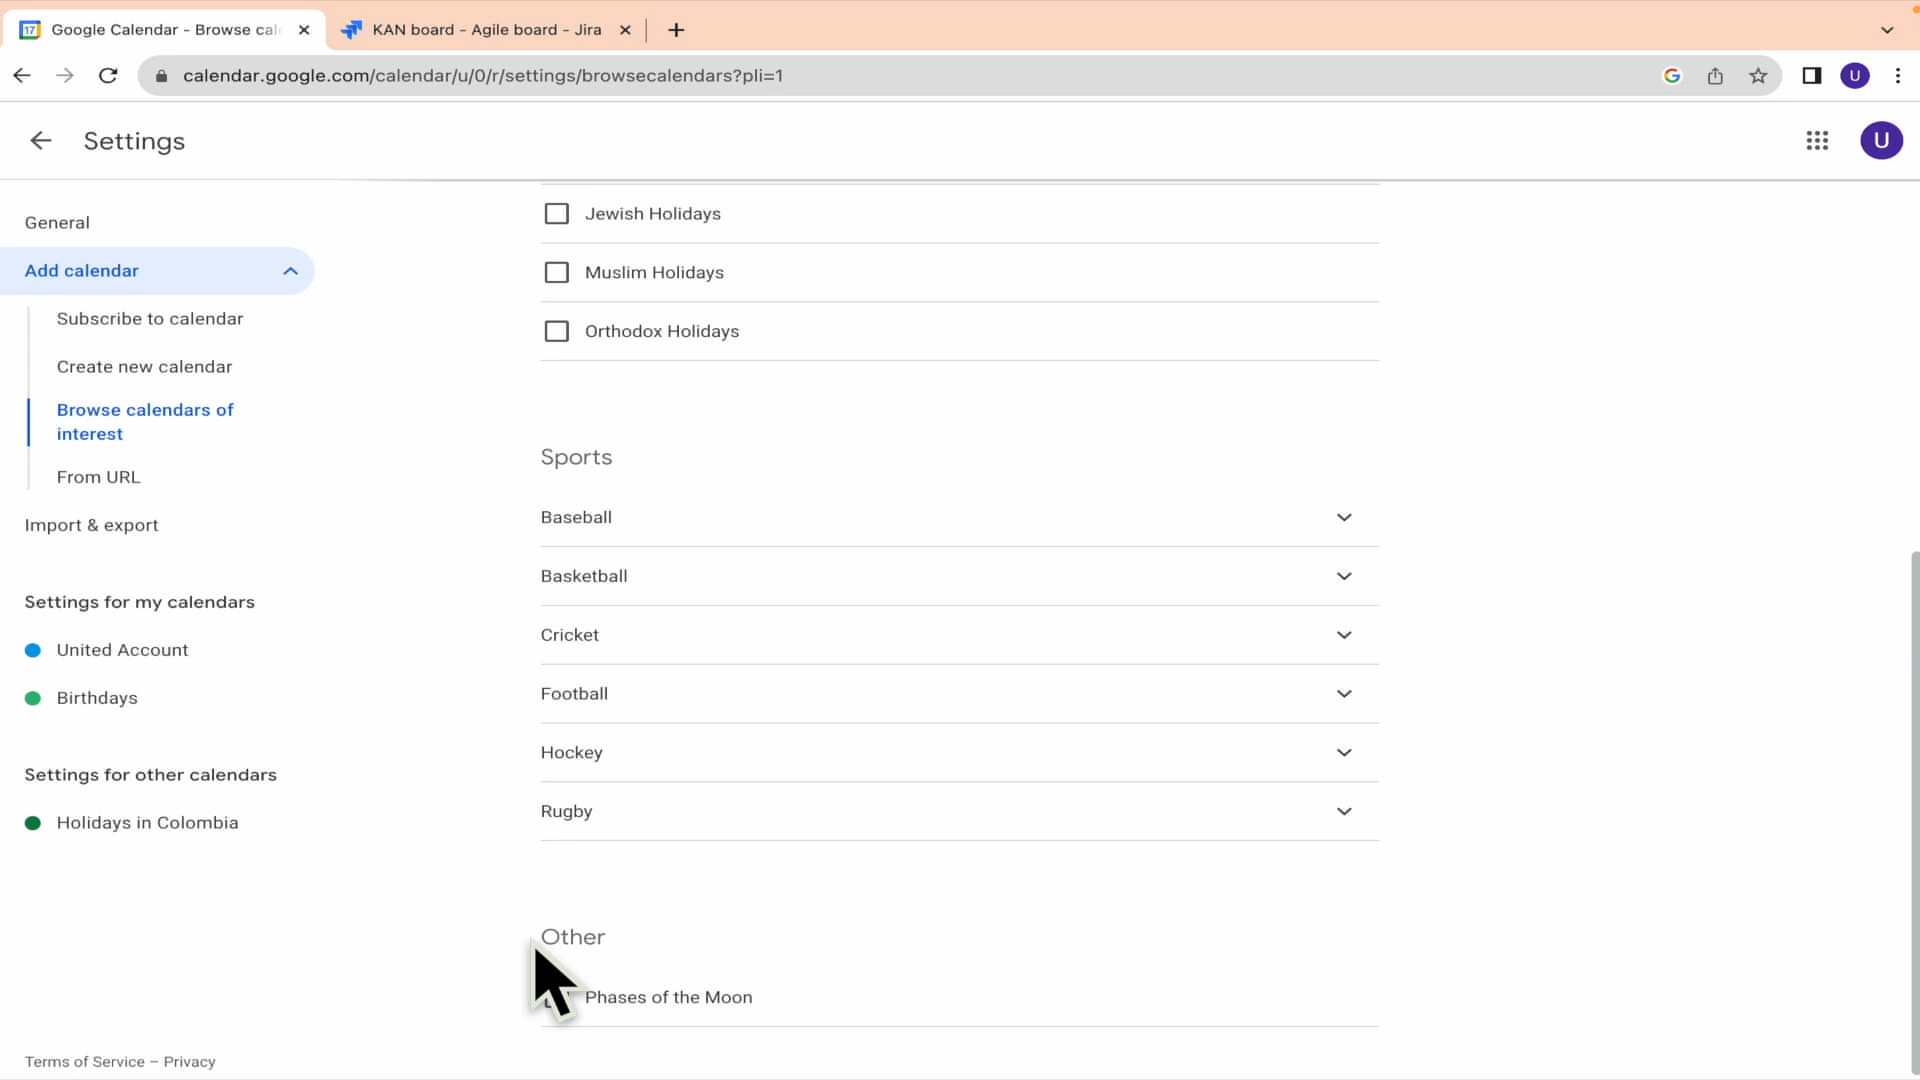 Google Calendar - Browse cal
KAN board - Agile board - Jira
calendar.google.com/calendar/u/0/r/settings/browsecalendars?pli=1
U
Settings
U
General
Add calendar
Subscribe to calendar
Create new calendar
Browse calendars of
interest
From URL
Import & export
Settings for my calendars
United Account
Birthdays
Settings for other calendars
Holidays in Colombia
Terms of Service – Privacy
Jewish Holidays
Muslim Holidays
Orthodox Holidays
Sports
Baseball
Basketball
Cricket
Football
Hockey
Rugby
Other
Phases of the Moon